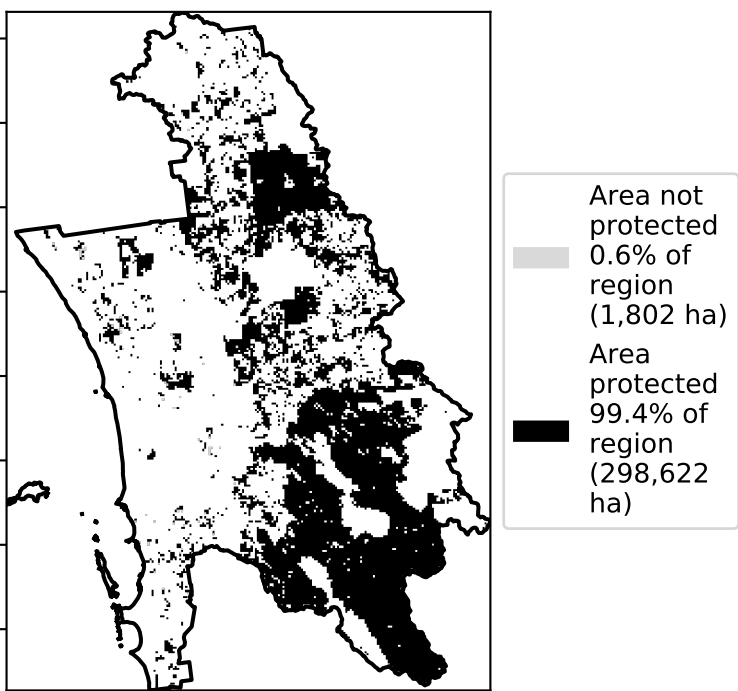 Area not
protected
0.6% of
region
(1,802 ha)
Area
protected
99.4% of
region
(298,622
ha)